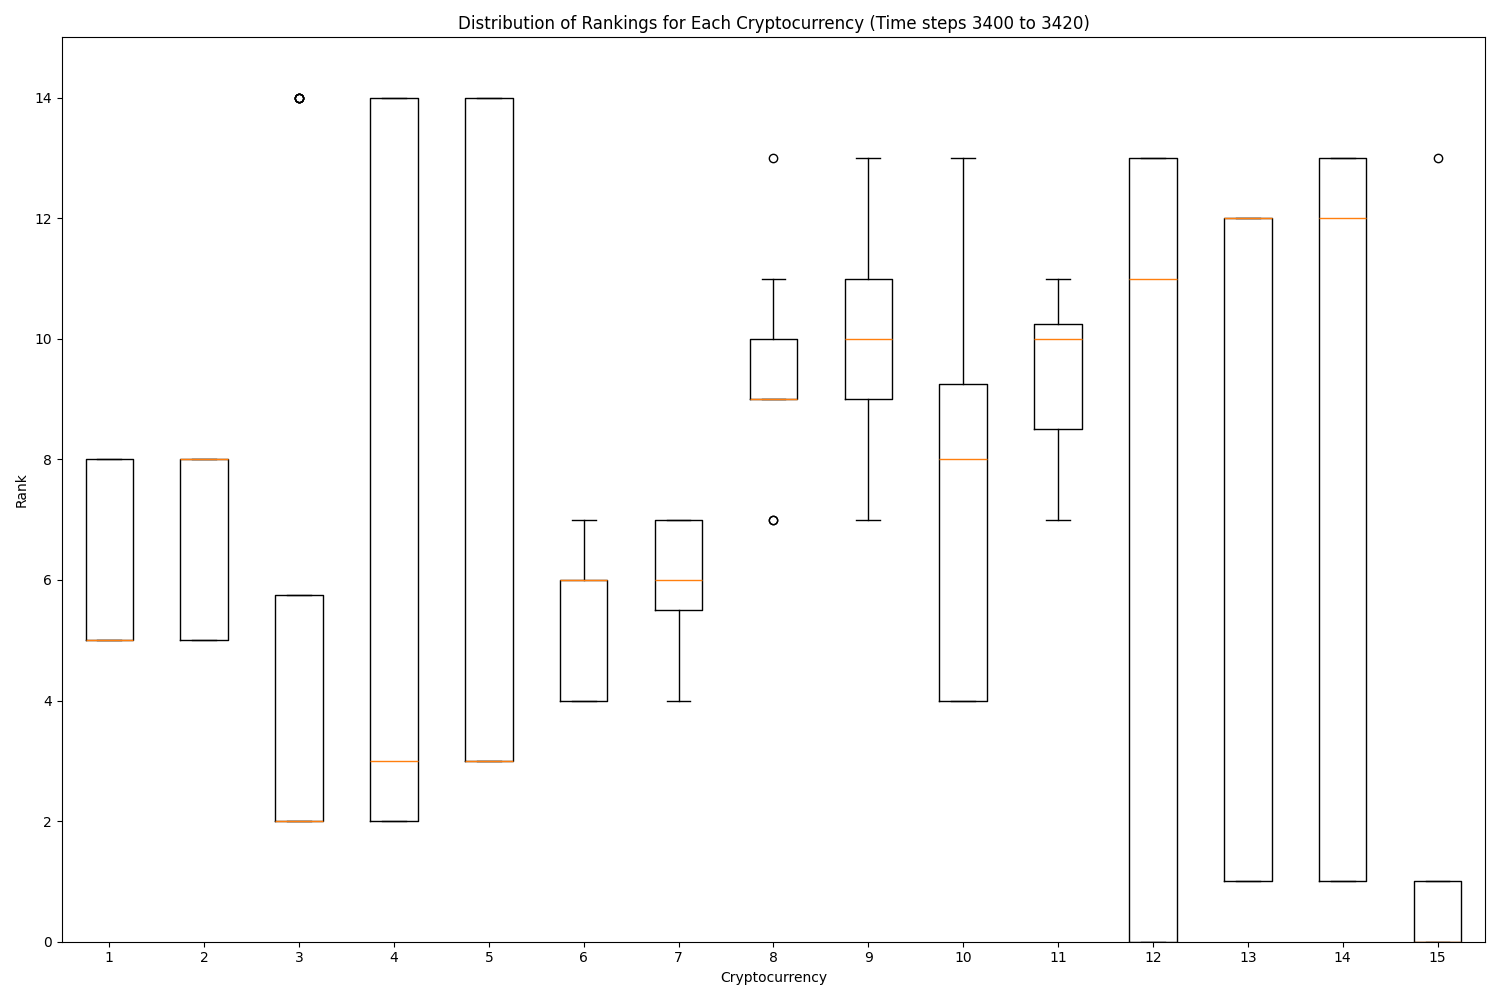 Distribution of Rankings for Each Cryptocurrency (Time steps 3400 to 3420)
Rank
14
12
10
8
6
4
2
0
1 2 3 4 5 6 7 8 9 10 11 12 13 14 15
Cryptocurrency